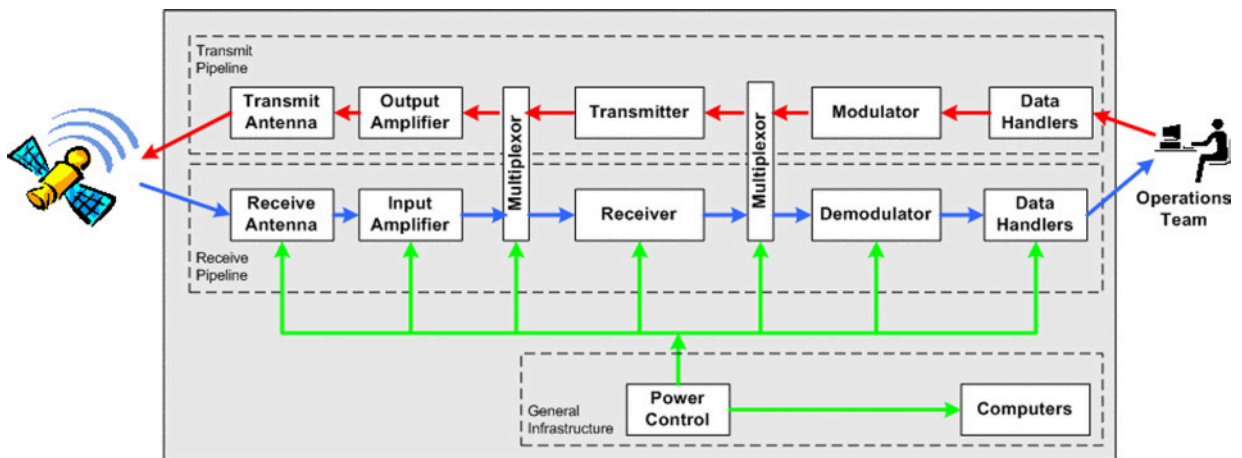 Transmit
Pipeline
Transmit
Antenna
Output
Amplifier
Multiplexor
Transmitter
Multiplexor
Modulator
Data
Handlers
Operations
Team
Receive
Antenna
Input
Amplifier
Receiver
Demodulator
Data
Handlers
Receive
Pipeline
General
Infrastructure
Power
Control
Computers